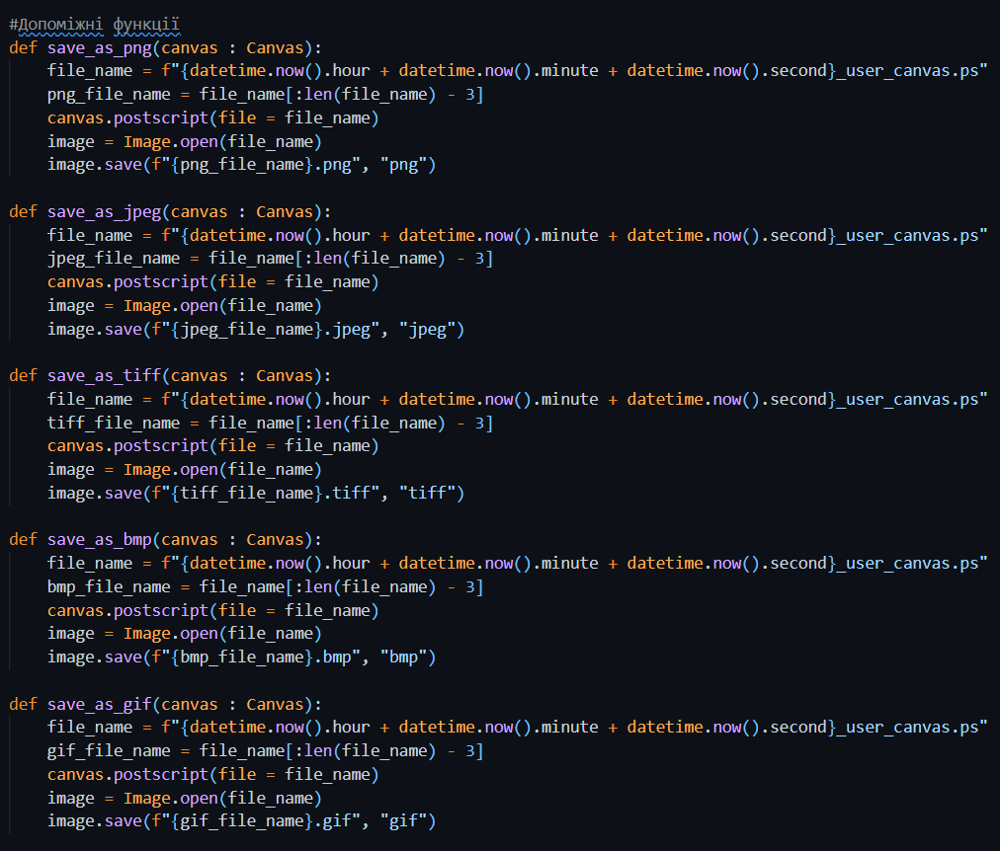 #Допоміжні функції
def save_as_png(canvas : Canvas):
    file_name = f"{datetime.now().hour + datetime.now().minute + datetime.now().second}_user_canvas.ps"
    png_file_name = file_name[:len(file_name) - 3]
    canvas.postscript(file = file_name)
    image = Image.open(file_name)
    image.save(f"{png_file_name}.png", "png")

def save_as_jpeg(canvas : Canvas):
    file_name = f"{datetime.now().hour + datetime.now().minute + datetime.now().second}_user_canvas.ps"
    jpeg_file_name = file_name[:len(file_name) - 3]
    canvas.postscript(file = file_name)
    image = Image.open(file_name)
    image.save(f"{jpeg_file_name}.jpeg", "jpeg")

def save_as_tiff(canvas : Canvas):
    file_name = f"{datetime.now().hour + datetime.now().minute + datetime.now().second}_user_canvas.ps"
    tiff_file_name = file_name[:len(file_name) - 3]
    canvas.postscript(file = file_name)
    image = Image.open(file_name)
    image.save(f"{tiff_file_name}.tiff", "tiff")

def save_as_bmp(canvas : Canvas):
    file_name = f"{datetime.now().hour + datetime.now().minute + datetime.now().second}_user_canvas.ps"
    bmp_file_name = file_name[:len(file_name) - 3]
    canvas.postscript(file = file_name)
    image = Image.open(file_name)
    image.save(f"{bmp_file_name}.bmp", "bmp")

def save_as_gif(canvas : Canvas):
    file_name = f"{datetime.now().hour + datetime.now().minute + datetime.now().second}_user_canvas.ps"
    gif_file_name = file_name[:len(file_name) - 3]
    canvas.postscript(file = file_name)
    image = Image.open(file_name)
    image.save(f"{gif_file_name}.gif", "gif")